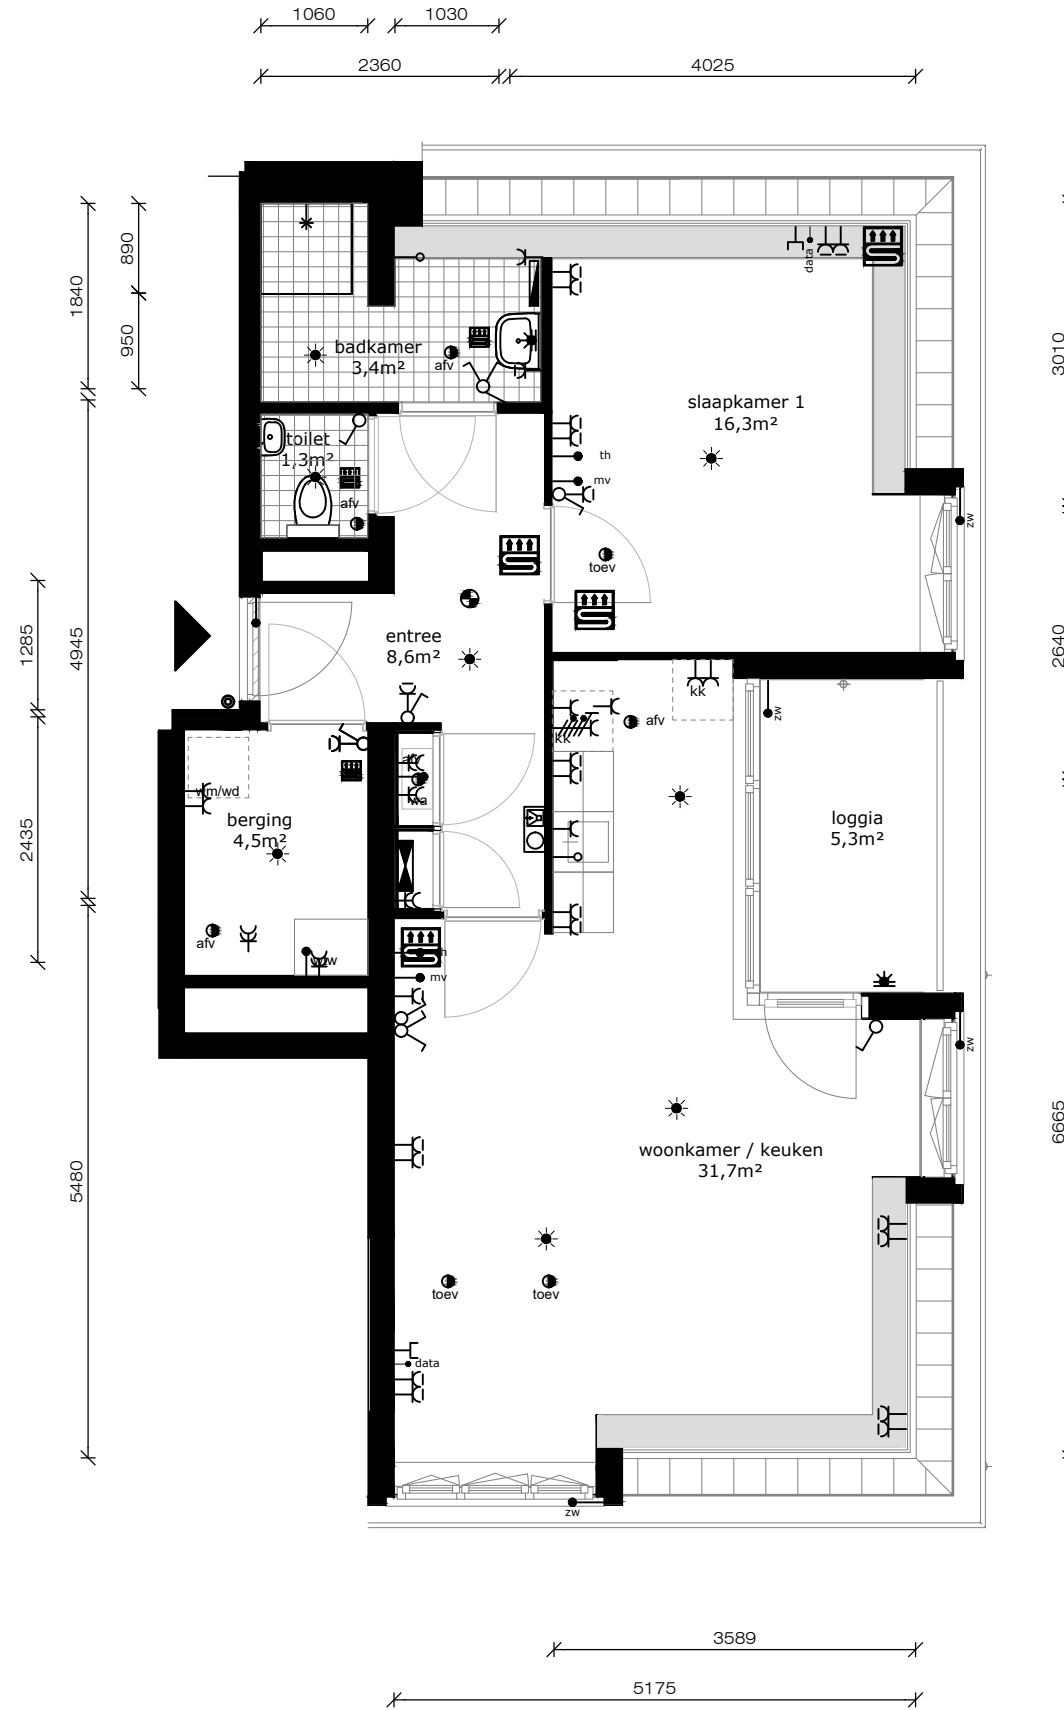 1060
1030
2360
4025
890
1840
950
3010
data
badkamer
3,4m²
afv
slaapkamer 1
16,3m²
toilet
1,3m²
th
mv
afv
zw
toev
1285
4945
entree
8,6m²
2640
kk
zw
afv
kk
wm/wd
afv
wa
berging
4,5m²
loggia
5,3m²
2435
afv
mv
zw
6665
5480
woonkamer / keuken
31,7m²
toev
toev
data
zw
3589
5175